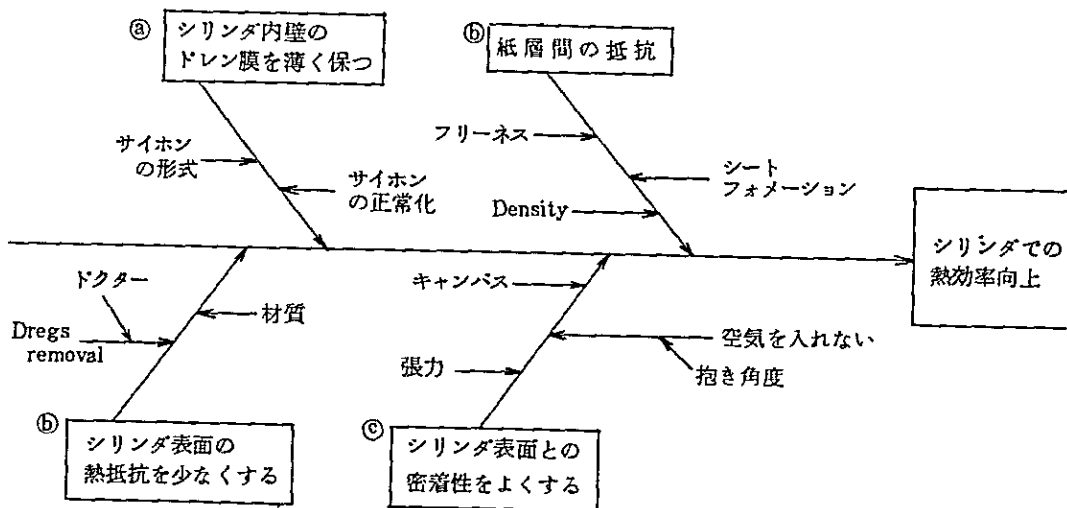 ⓐ
シリンダ内壁の
ドレン膜を薄く保つ
ⓑ
紙層間の抵抗
サイホン
の形式
サイホン
の正常化
フリーネス
シート
フォメーション
Density
シリンダでの
熱効率向上
ドクター
材質
Dregs
removal
キャンバス
空気を入れない
抱き角度
張力
ⓑ
シリンダ表面の
熱抵抗を少なくする
ⓒ
シリンダ表面との
密着性をよくする